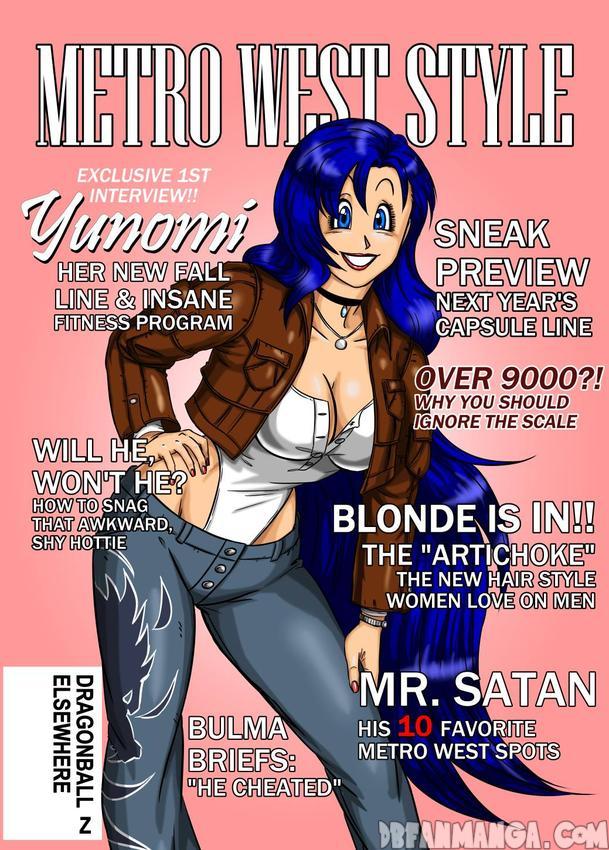 METRO WEST STYLE
EXCLUSIVE 1ST
INTERVIEW!!
Yunomi
HER NEW FALL
LINE & INSANE
FITNESS PROGRAM
SNEAK
PREVIEW
NEXT YEAR'S
CAPSULE LINE
OVER 9000?!
WHY YOU SHOULD
IGNORE THE SCALE
WILL HE,
WON'T HE?
HOW TO SNAG
THAT AWKWARD,
SHY HOTTIE
BLONDE IS IN!!
THE "ARTICHOKE"
THE NEW HAIR STYLE
WOMEN LOVE ON MEN
MR. SATAN
HIS 10 FAVORITE
METRO WEST SPOTS
BULMA
BRIEFS:
"HE CHEATED"
DRAGONBALL Z
ELSEWHERE
DBFANMANGA.COM